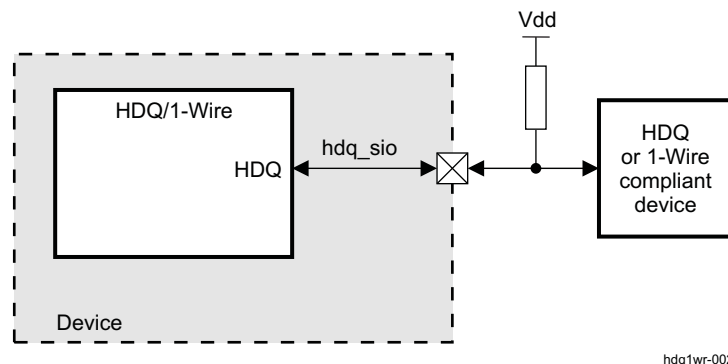 Vdd
HDQ/1-Wire
hdq_sio
HDQ
HDQ
or 1-Wire
compliant
device
Device